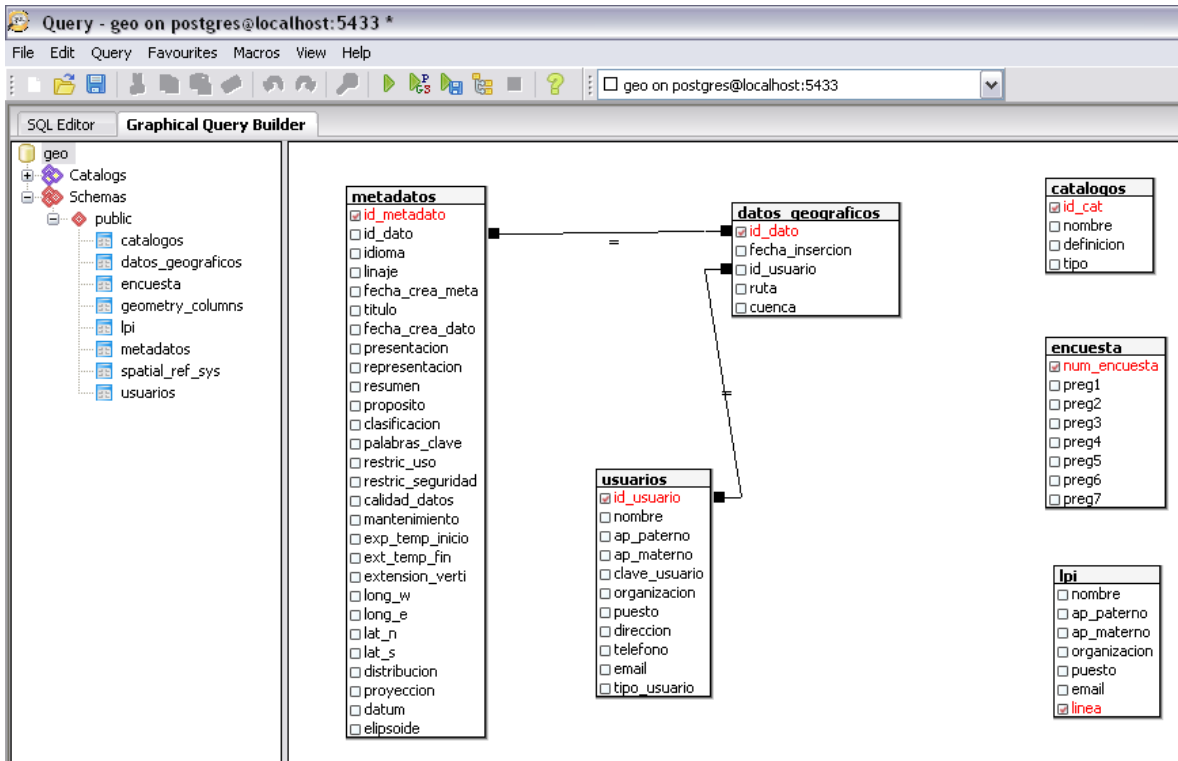 Query - geo on postgres@localhost:5433 *
File Edit Query Favourites Macros View Help
geo on postgres@localhost:5433
SQL Editor Graphical Query Builder
geo
Catalogs
Schemas
public
catalogos
datos_geograficos
encuesta
geometry_columns
lpi
metadatos
spatial_ref_sys
usuarios
metadatos
id_metadato
id_dato
idioma
linaje
fecha_crea_meta
titulo
fecha_crea_dato
presentacion
representacion
resumen
proposito
clasificacion
palabras_clave
restric_uso
restric_seguridad
calidad_datos
mantenimiento
exp_temp_inicio
ext_temp_fin
extension_verti
long_w
long_e
lat_n
lat_s
distribucion
proyeccion
datum
elipsoide
=
datos_geograficos
id_dato
fecha_insercion
id_usuario
ruta
cuenca
=
usuarios
id_usuario
nombre
ap_paterno
ap_materno
clave_usuario
organizacion
puesto
direccion
telefono
email
tipo_usuario
catalogos
id_cat
nombre
definicion
tipo
encuesta
num_encuesta
preg1
preg2
preg3
preg4
preg5
preg6
preg7
lpi
nombre
ap_paterno
ap_materno
organizacion
puesto
email
linea